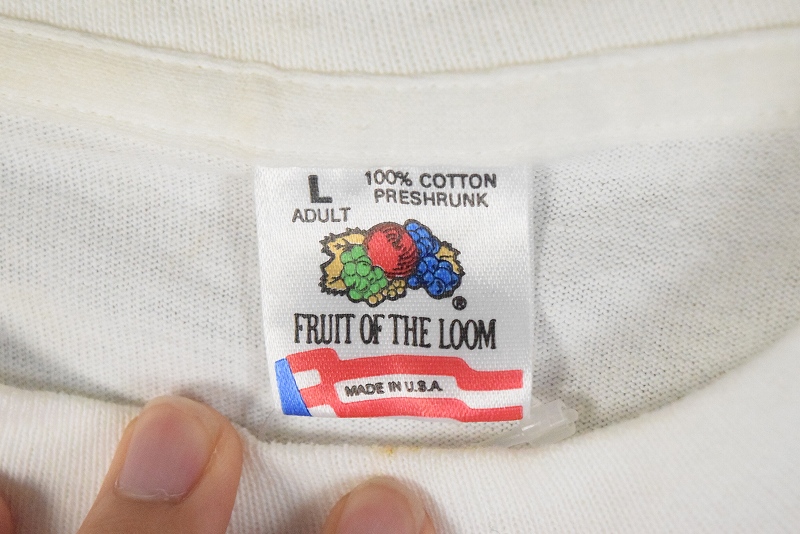 L
ADULT
100% COTTON
PRESHRUNK
®
FRUIT OF THE LOOM
MADE IN U.S.A.